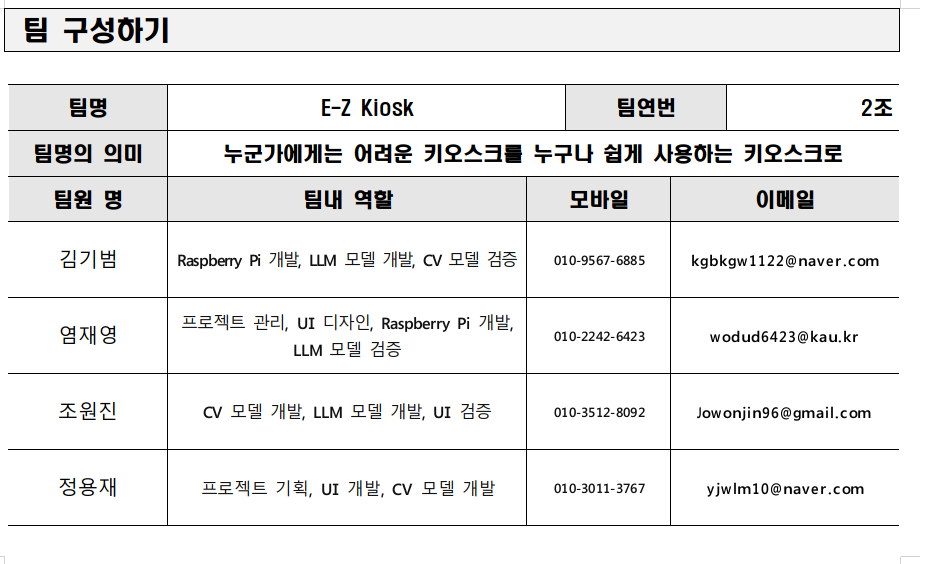 팀 구성하기
팀명 E-Z Kiosk 팀연번 2조
팀명의 의미 누군가에게는 어려운 키오스크를 누구나 쉽게 사용하는 키오스크로
팀원 명 팀내 역할 모바일 이메일
김기범 Raspberry Pi 개발, LLM 모델 개발, CV 모델 검증 010-9567-6885 kgbkgw1122@naver.com
염재영 프로젝트 관리, UI 디자인, Raspberry Pi 개발,
LLM 모델 검증 010-2242-6423 wodud6423@kau.kr
조원진 CV 모델 개발, LLM 모델 개발, UI 검증 010-3512-8092 Jowonjin96@gmail.com
정용재 프로젝트 기획, UI 개발, CV 모델 개발 010-3011-3767 yjwlm10@naver.com